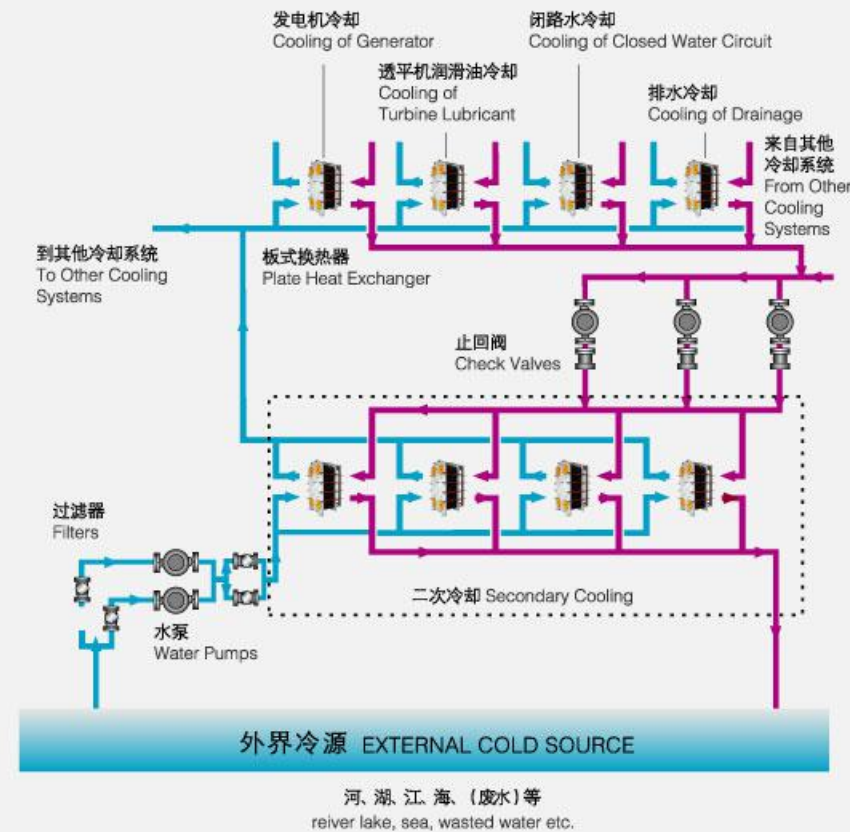 发电机冷却
Cooling of Generator
闭路水冷却
Cooling of Closed Water Circuit
透平机润滑油冷却
Cooling of
Turbine Lubricant
排水冷却
Cooling of Drainage
来自其他
冷却系统
From Other
Cooling
Systems
到其他冷却系统
To Other Cooling
Systems
板式换热器
Plate Heat Exchanger
止回阀
Check Valves
过滤器
Filters
水泵
Water Pumps
二次冷却 Secondary Cooling
外界冷源 EXTERNAL COLD SOURCE
河、湖、江、海、(废水)等
reiver lake, sea, wasted water etc.